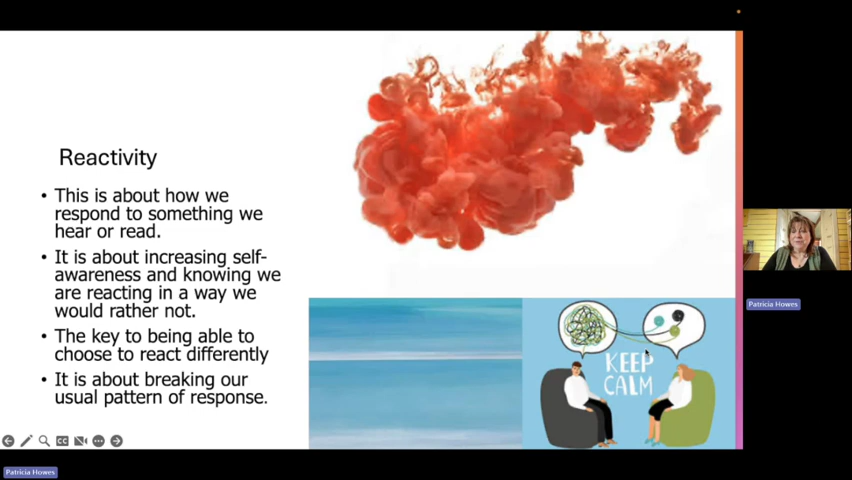 Reactivity
• This is about how we
respond to something we
hear or read.
• It is about increasing self-
awareness and knowing we
are reacting in a way we
would rather not.
• The key to being able to
choose to react differently
• It is about breaking our
usual pattern of response.
KEEP
CALM
Patricia Howes
CC
Patricia Howes